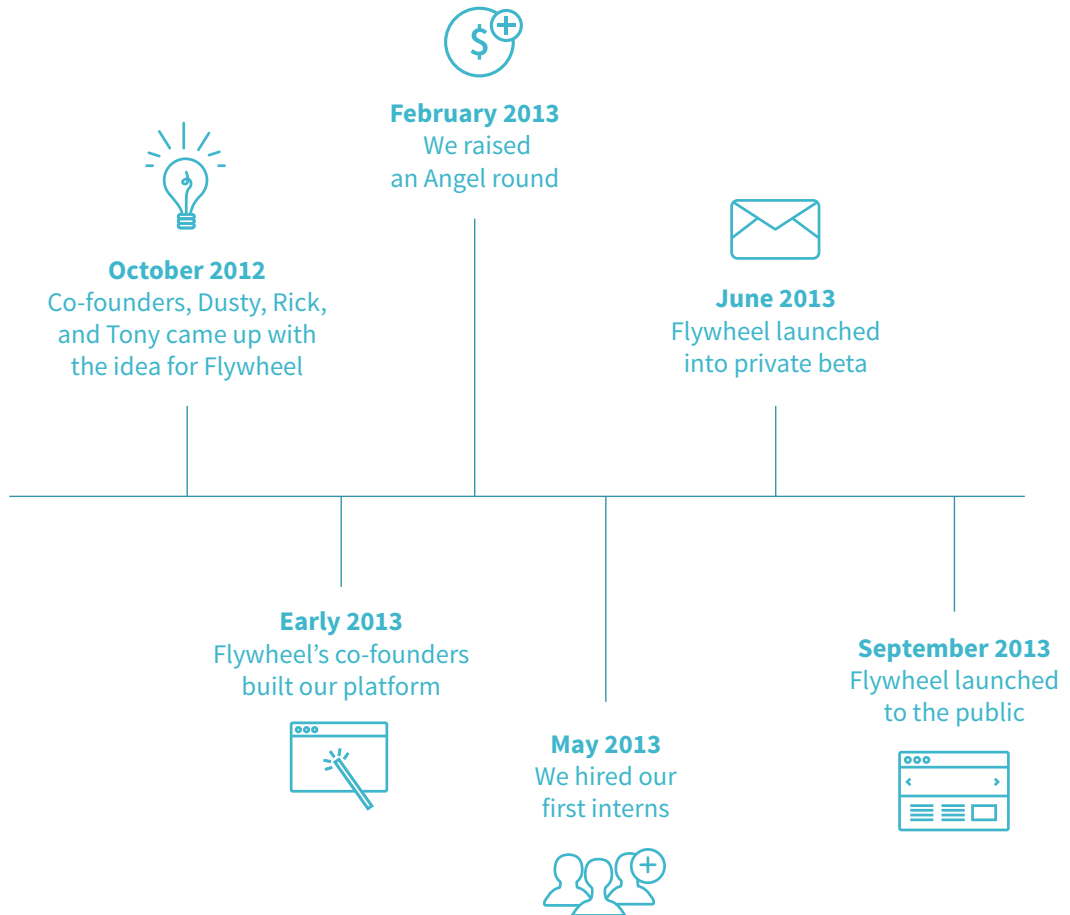 October 2012
Co-founders, Dusty, Rick,
and Tony came up with
the idea for Flywheel
Early 2013
Flywheel’s co-founders
built our platform
$
February 2013
We raised
an Angel round
May 2013
We hired our
first interns
June 2013
Flywheel launched
into private beta
September 2013
Flywheel launched
to the public